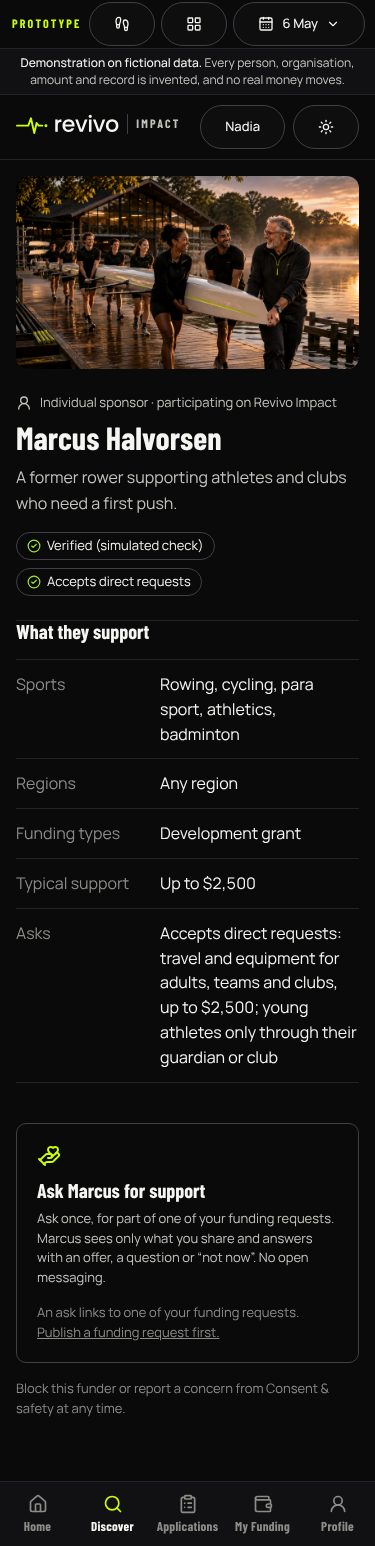 PROTOTYPE
6 May
Demonstration on fictional data. Every person, organisation,
amount and record is invented, and no real money moves.
revivo IMPACT
Nadia
Individual sponsor · participating on Revivo Impact
Marcus Halvorsen
A former rower supporting athletes and clubs
who need a first push.
Verified (simulated check)
Accepts direct requests
What they support
Sports
Rowing, cycling, para
sport, athletics,
badminton
Regions
Any region
Funding types
Development grant
Typical support
Up to $2,500
Asks
Accepts direct requests:
travel and equipment for
adults, teams and clubs,
up to $2,500; young
athletes only through their
guardian or club
Ask Marcus for support
Ask once, for part of one of your funding requests.
Marcus sees only what you share and answers
with an offer, a question or “not now”. No open
messaging.
An ask links to one of your funding requests.
Publish a funding request first.
Block this funder or report a concern from Consent &
safety at any time.
Home
Discover
Applications
My Funding
Profile